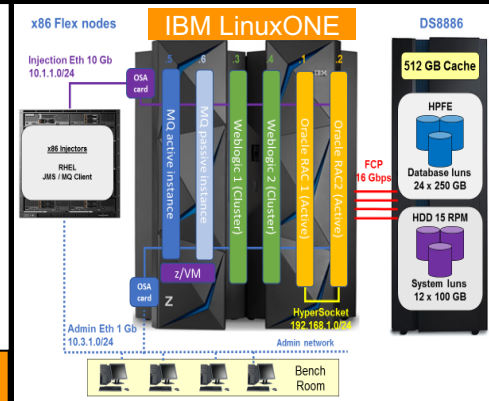 x86 Flex nodes
IBM LinuxONE
DS8886
Injection Eth 10 Gb
10.1.1.0/24
OSA
card
.5
.6
.3
.4
.1
.2
IBM
MQ active instance
MQ passive instance
Weblogic 1 (Cluster)
Weblogic 2 (Cluster)
Oracle RAC 1 (Active)
Oracle RAC2 (Active)
512 GB Cache
HPFE
Database luns
24 x 250 GB
FCP
16 Gbps
HDD 15 RPM
System luns
12 x 100 GB
x86 Injectors
RHEL
JMS / MQ Client
z/VM
OSA
card
Z
HyperSocket
192.168.1.0/24
Admin Eth 1 Gb
10.3.1.0/24
Admin network
Bench
Room